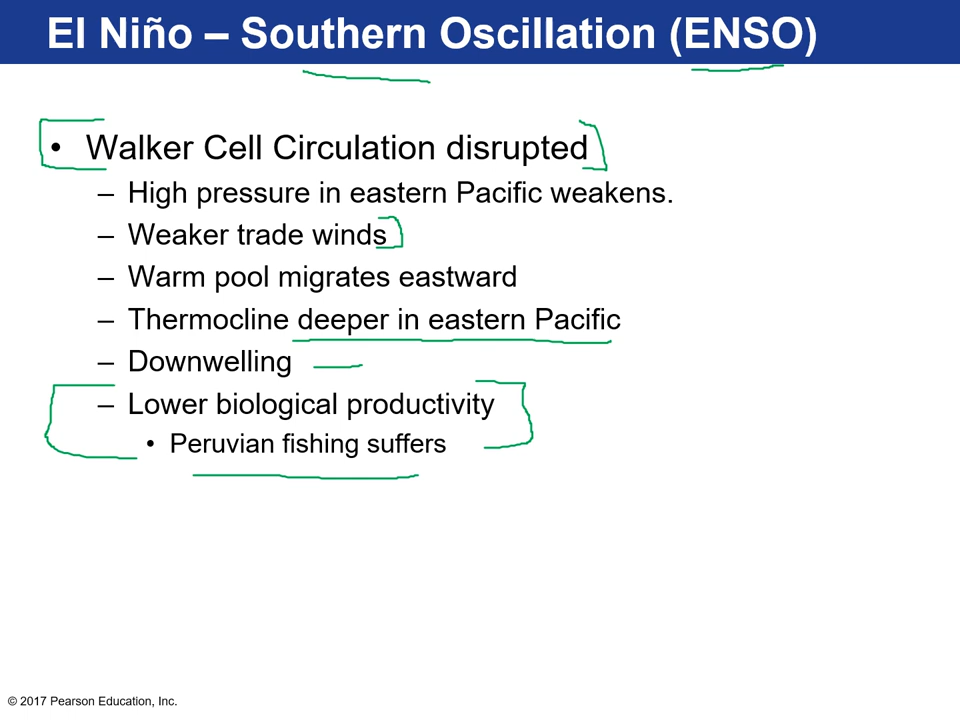 El Niño – Southern Oscillation (ENSO)
• Walker Cell Circulation disrupted
– High pressure in eastern Pacific weakens.
– Weaker trade winds
– Warm pool migrates eastward
– Thermocline deeper in eastern Pacific
– Downwelling
– Lower biological productivity
• Peruvian fishing suffers
© 2017 Pearson Education, Inc.